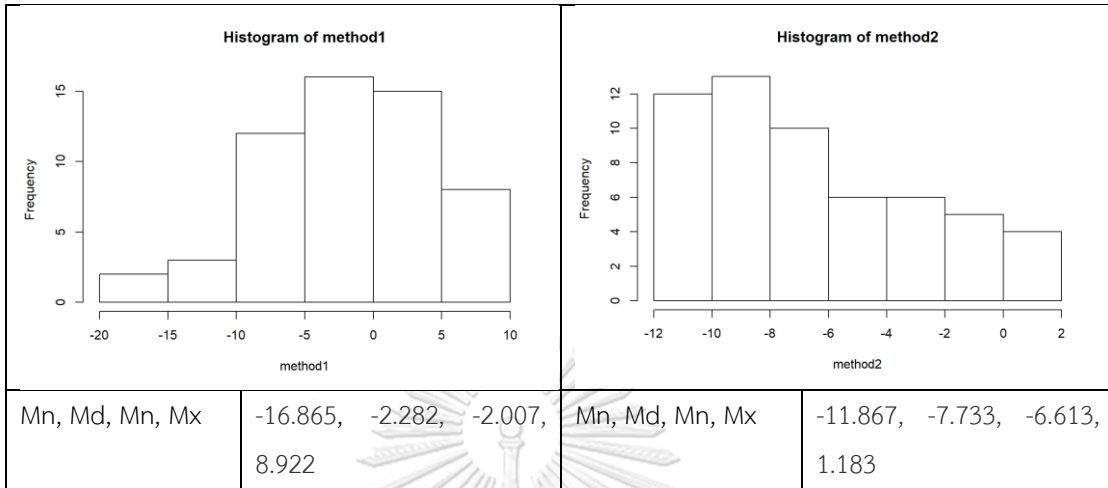 Histogram of method1
Frequency
15
10
5
0
-20 -15 -10 -5 0 5 10
method1
Histogram of method2
Frequency
12
10
8
6
4
2
0
-12 -10 -8 -6 -4 -2 0 2
method2
Mn, Md, Mn, Mx
-16.865, -2.282, -2.007,
8.922
Mn, Md, Mn, Mx
-11.867, -7.733, -6.613,
1.183